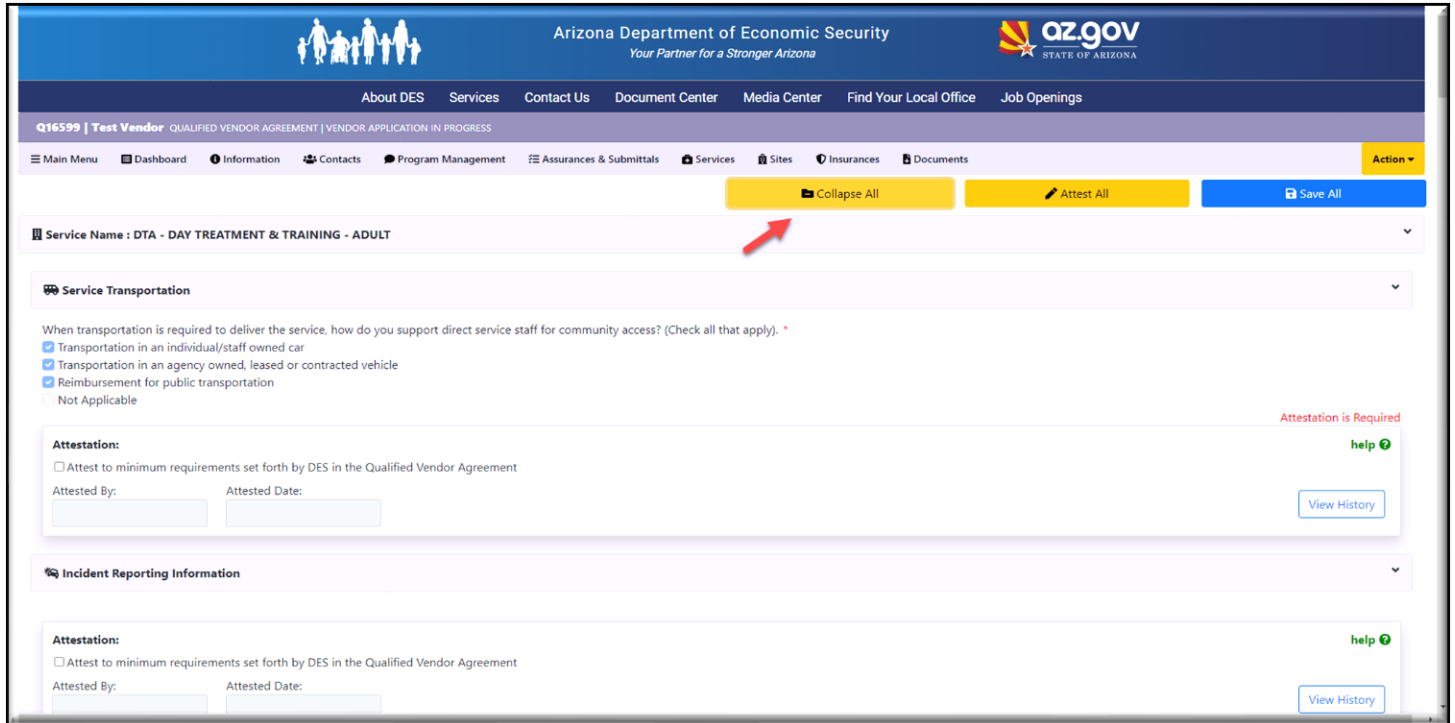 Arizona Department of Economic Security
Your Partner for a Stronger Arizona
az.gov
STATE OF ARIZONA
About DES Services Contact Us Document Center Media Center Find Your Local Office Job Openings
Q16599 | Test Vendor QUALIFIED VENDOR AGREEMENT | VENDOR APPLICATION IN PROGRESS
Main Menu Dashboard Information Contacts Program Management Assurances & Submittals Services Sites Insurances Documents Action
Collapse All Attest All Save All
Service Name : DTA - DAY TREATMENT & TRAINING - ADULT
Service Transportation
When transportation is required to deliver the service, how do you support direct service staff for community access? (Check all that apply). *
Transportation in an individual/staff owned car
Transportation in an agency owned, leased or contracted vehicle
Reimbursement for public transportation
Not Applicable
Attestation is Required
Attestation: help
Attest to minimum requirements set forth by DES in the Qualified Vendor Agreement
Attested By: Attested Date:
View History
Incident Reporting Information
Attestation: help
Attest to minimum requirements set forth by DES in the Qualified Vendor Agreement
Attested By: Attested Date:
View History